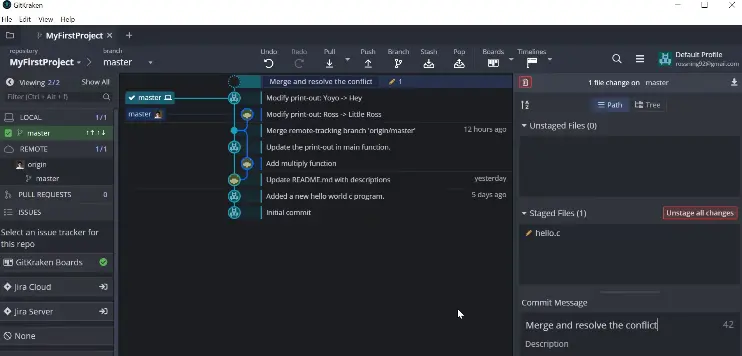 GitKraken
File Edit View Help
MyFirstProject
repository
MyFirstProject
branch
master
Undo
Redo
Pull
Push
Branch
Stash
Pop
Boards
Timelines
Default Profile
Viewing 2/2 Show All
Filter (Ctrl + Alt + f)
LOCAL 1/1
master 1 1
REMOTE 1/1
origin
master
PULL REQUESTS 0
ISSUES
Select an issue tracker for
this repo
GitKraken Boards
Jira Cloud
Jira Server
None
Merge and resolve the conflict 1
master Modify print-out: Yoyo -> Hey
master Modify print-out: Ross -> Little Ross
Merge remote-tracking branch 'origin/master' 12 hours ago
Update the print-out in main function.
Add multiply function
Update README.md with descriptions yesterday
Added a new hello world c program. 5 days ago
Initial commit
1 file change on master
Path Tree
Unstaged Files (0)
Staged Files (1) Unstage all changes
hello.c
Commit Message
Merge and resolve the conflict 42
Description